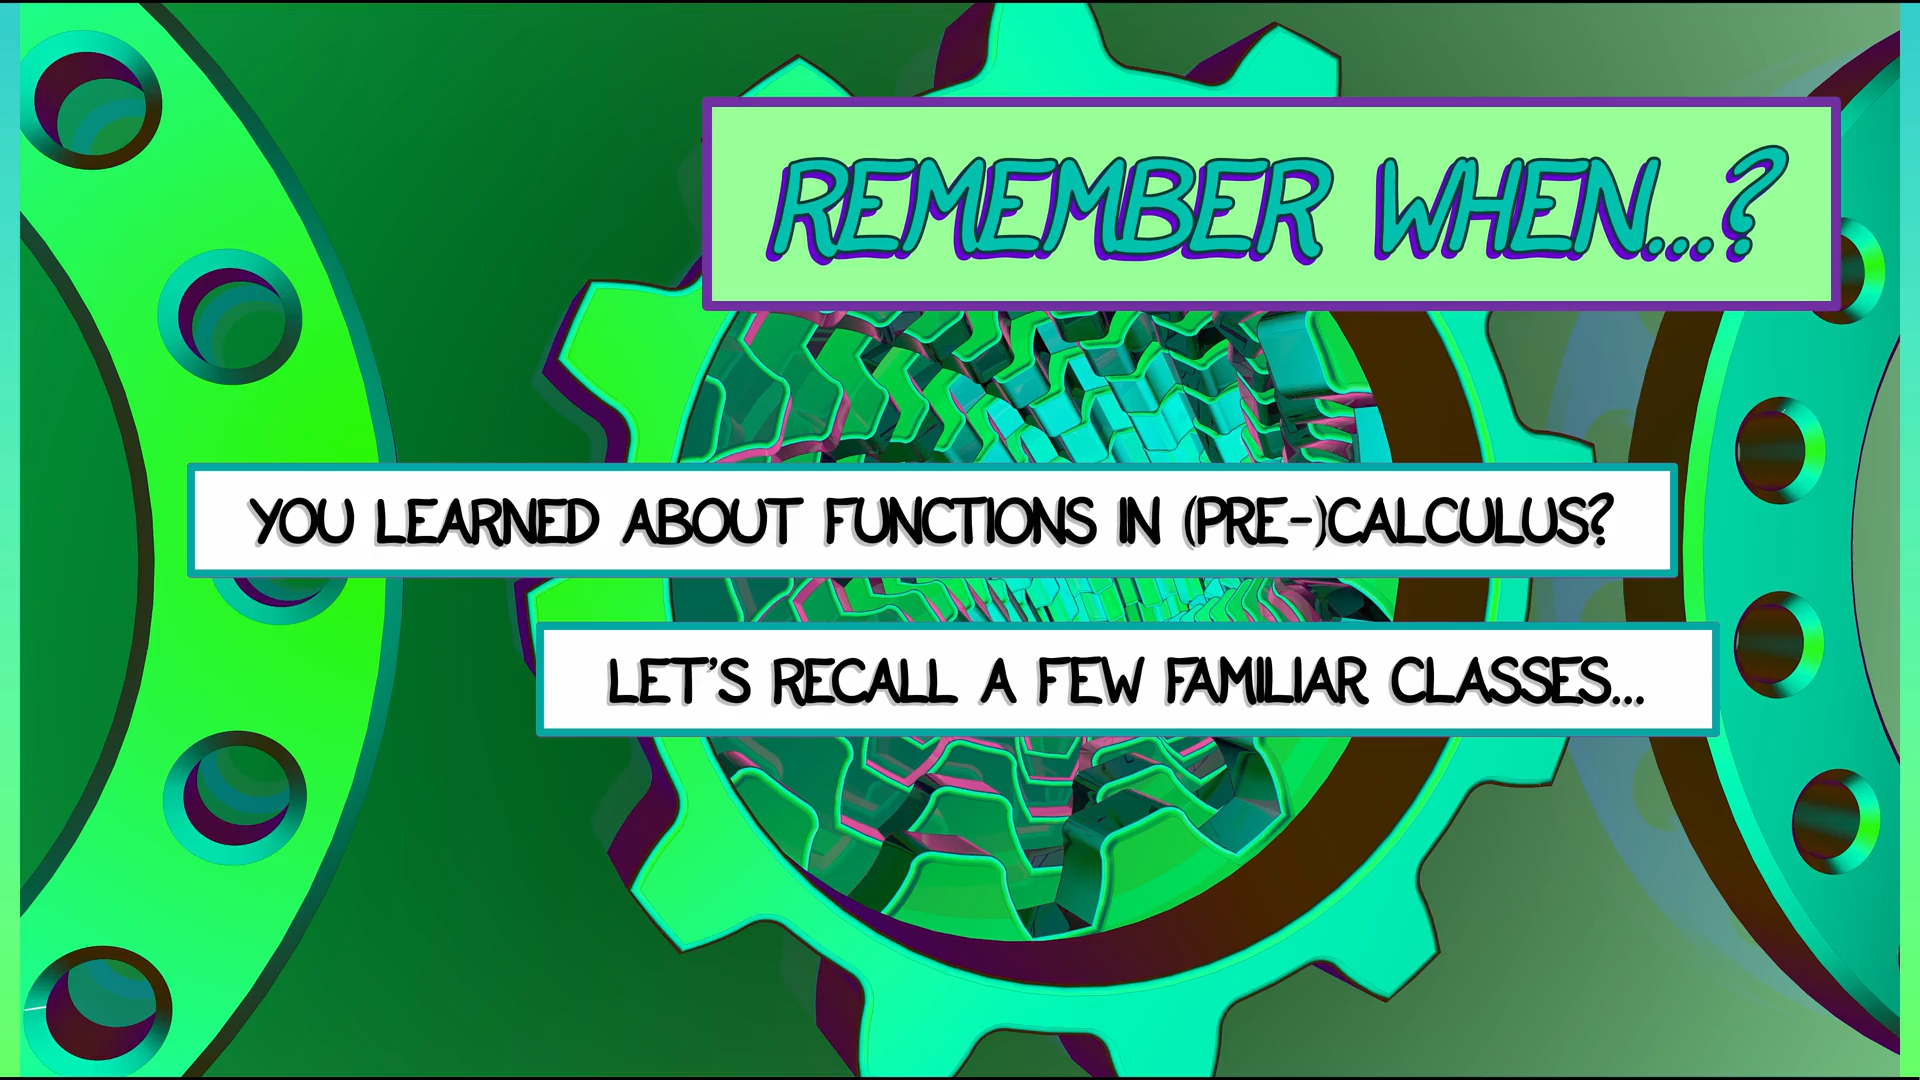 REMEMBER WHEN...?
YOU LEARNED ABOUT FUNCTIONS IN (PRE-)CALCULUS?
LET'S RECALL A FEW FAMILIAR CLASSES...